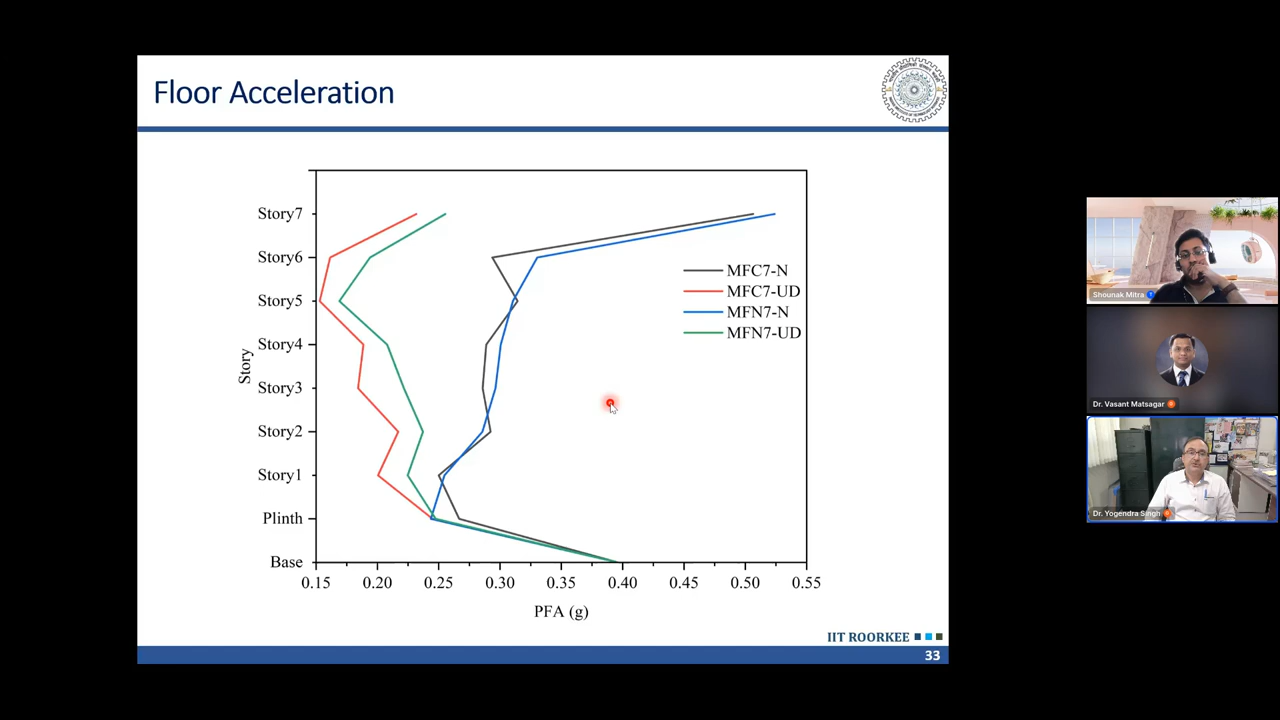 Floor Acceleration
Story
Story7
Story6
Story5
Story4
Story3
Story2
Story1
Plinth
Base
MFC7-N
MFC7-UD
MFN7-N
MFN7-UD
0.15 0.20 0.25 0.30 0.35 0.40 0.45 0.50 0.55
PFA (g)
IIT ROORKEE
33
Shounak Mitra
Dr. Vasant Matsagar
Dr. Yogendra Singh